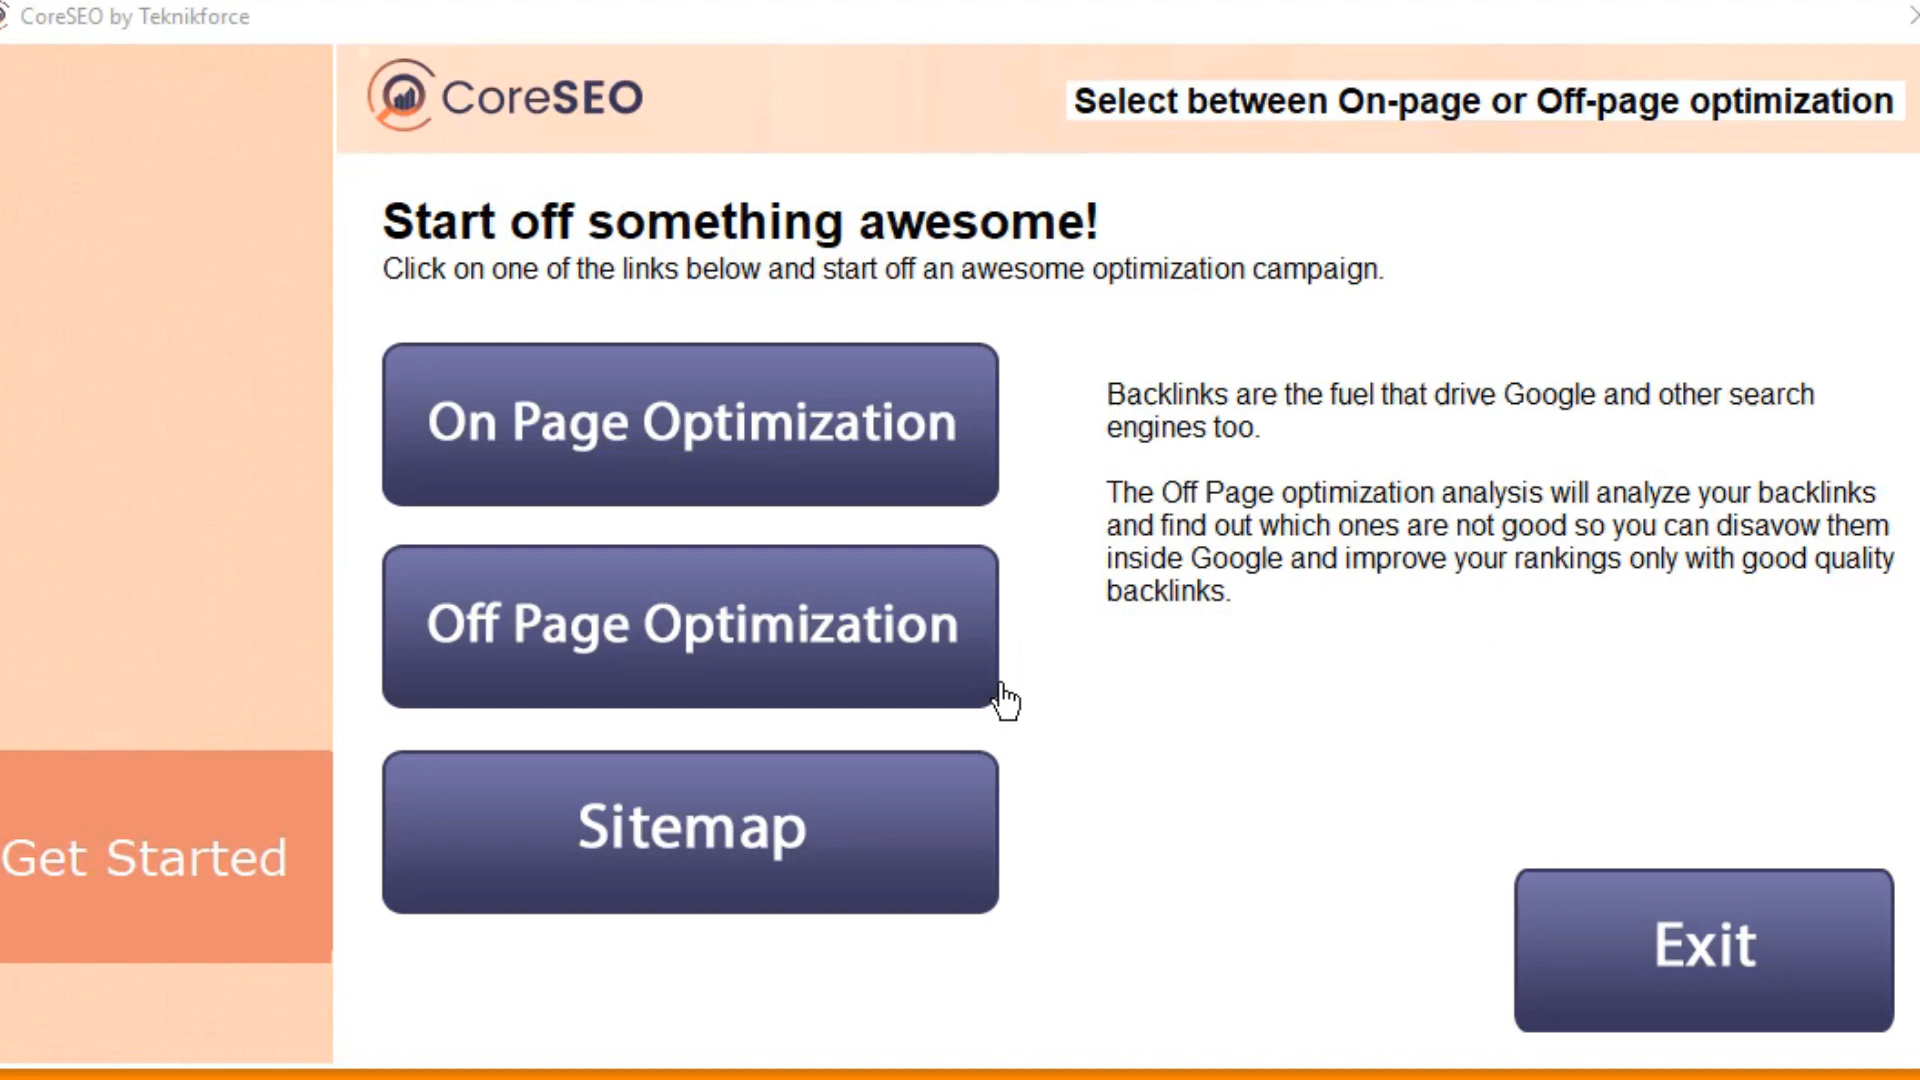 CoreSEO by Teknikforce
CoreSEO
Select between On-page or Off-page optimization
Start off something awesome!
Click on one of the links below and start off an awesome optimization campaign.
On Page Optimization
Backlinks are the fuel that drive Google and other search
engines too.
The Off Page optimization analysis will analyze your backlinks
and find out which ones are not good so you can disavow them
inside Google and improve your rankings only with good quality
backlinks.
Off Page Optimization
Sitemap
Get Started
Exit